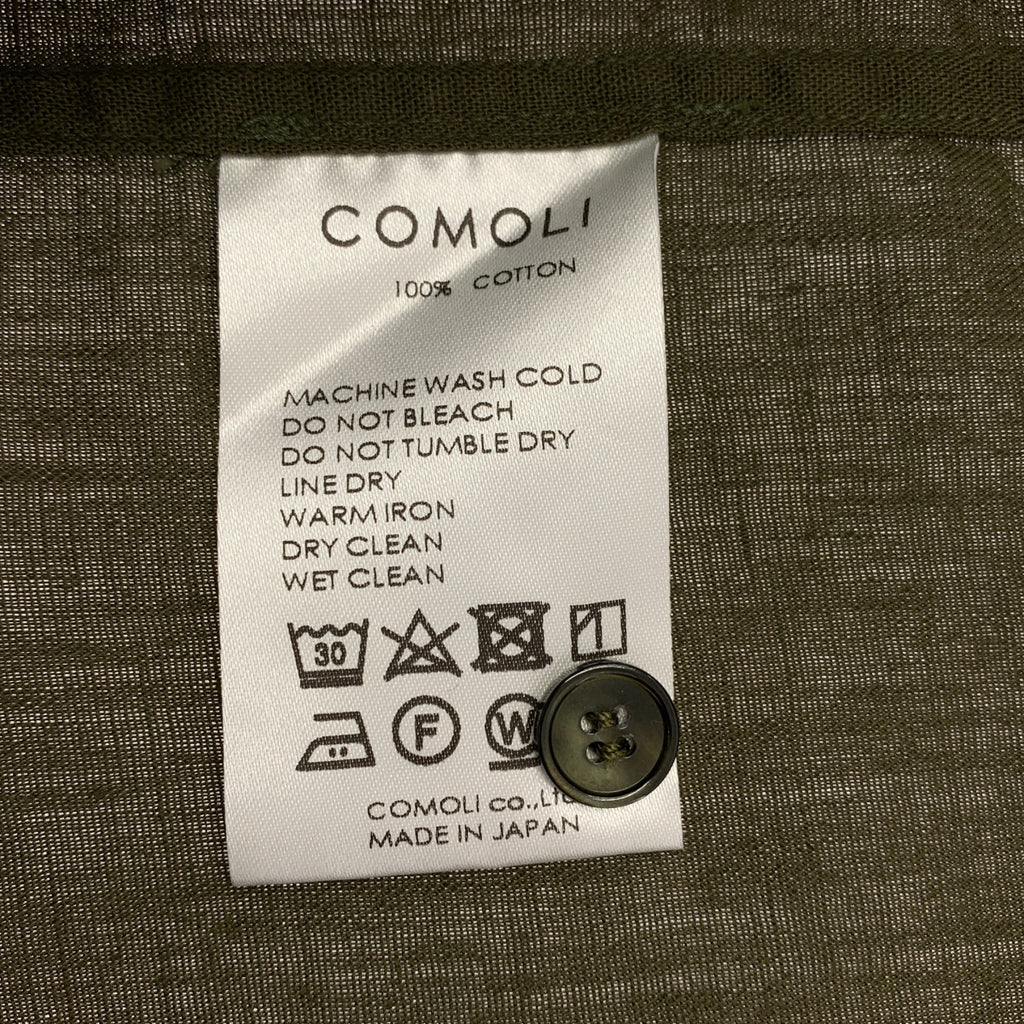 COMOLI
100% COTTON
MACHINE WASH COLD
DO NOT BLEACH
DO NOT TUMBLE DRY
LINE DRY
WARM IRON
DRY CLEAN
WET CLEAN
30
F W
COMOLI co.,Lt
MADE IN JAPAN